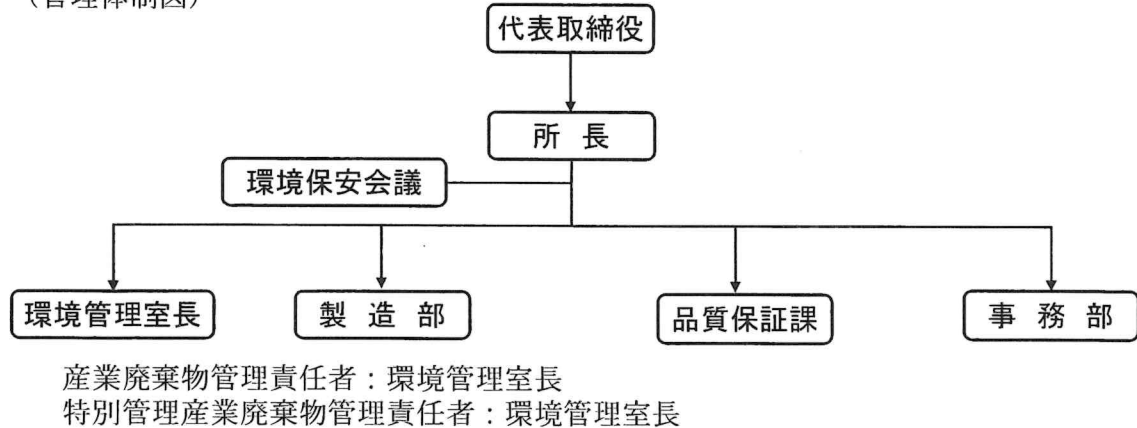 （管理体制図）
代表取締役
所長
環境保安会議
環境管理室長
製造部
品質保証課
事務部
産業廃棄物管理責任者：環境管理室長
特別管理産業廃棄物管理責任者：環境管理室長